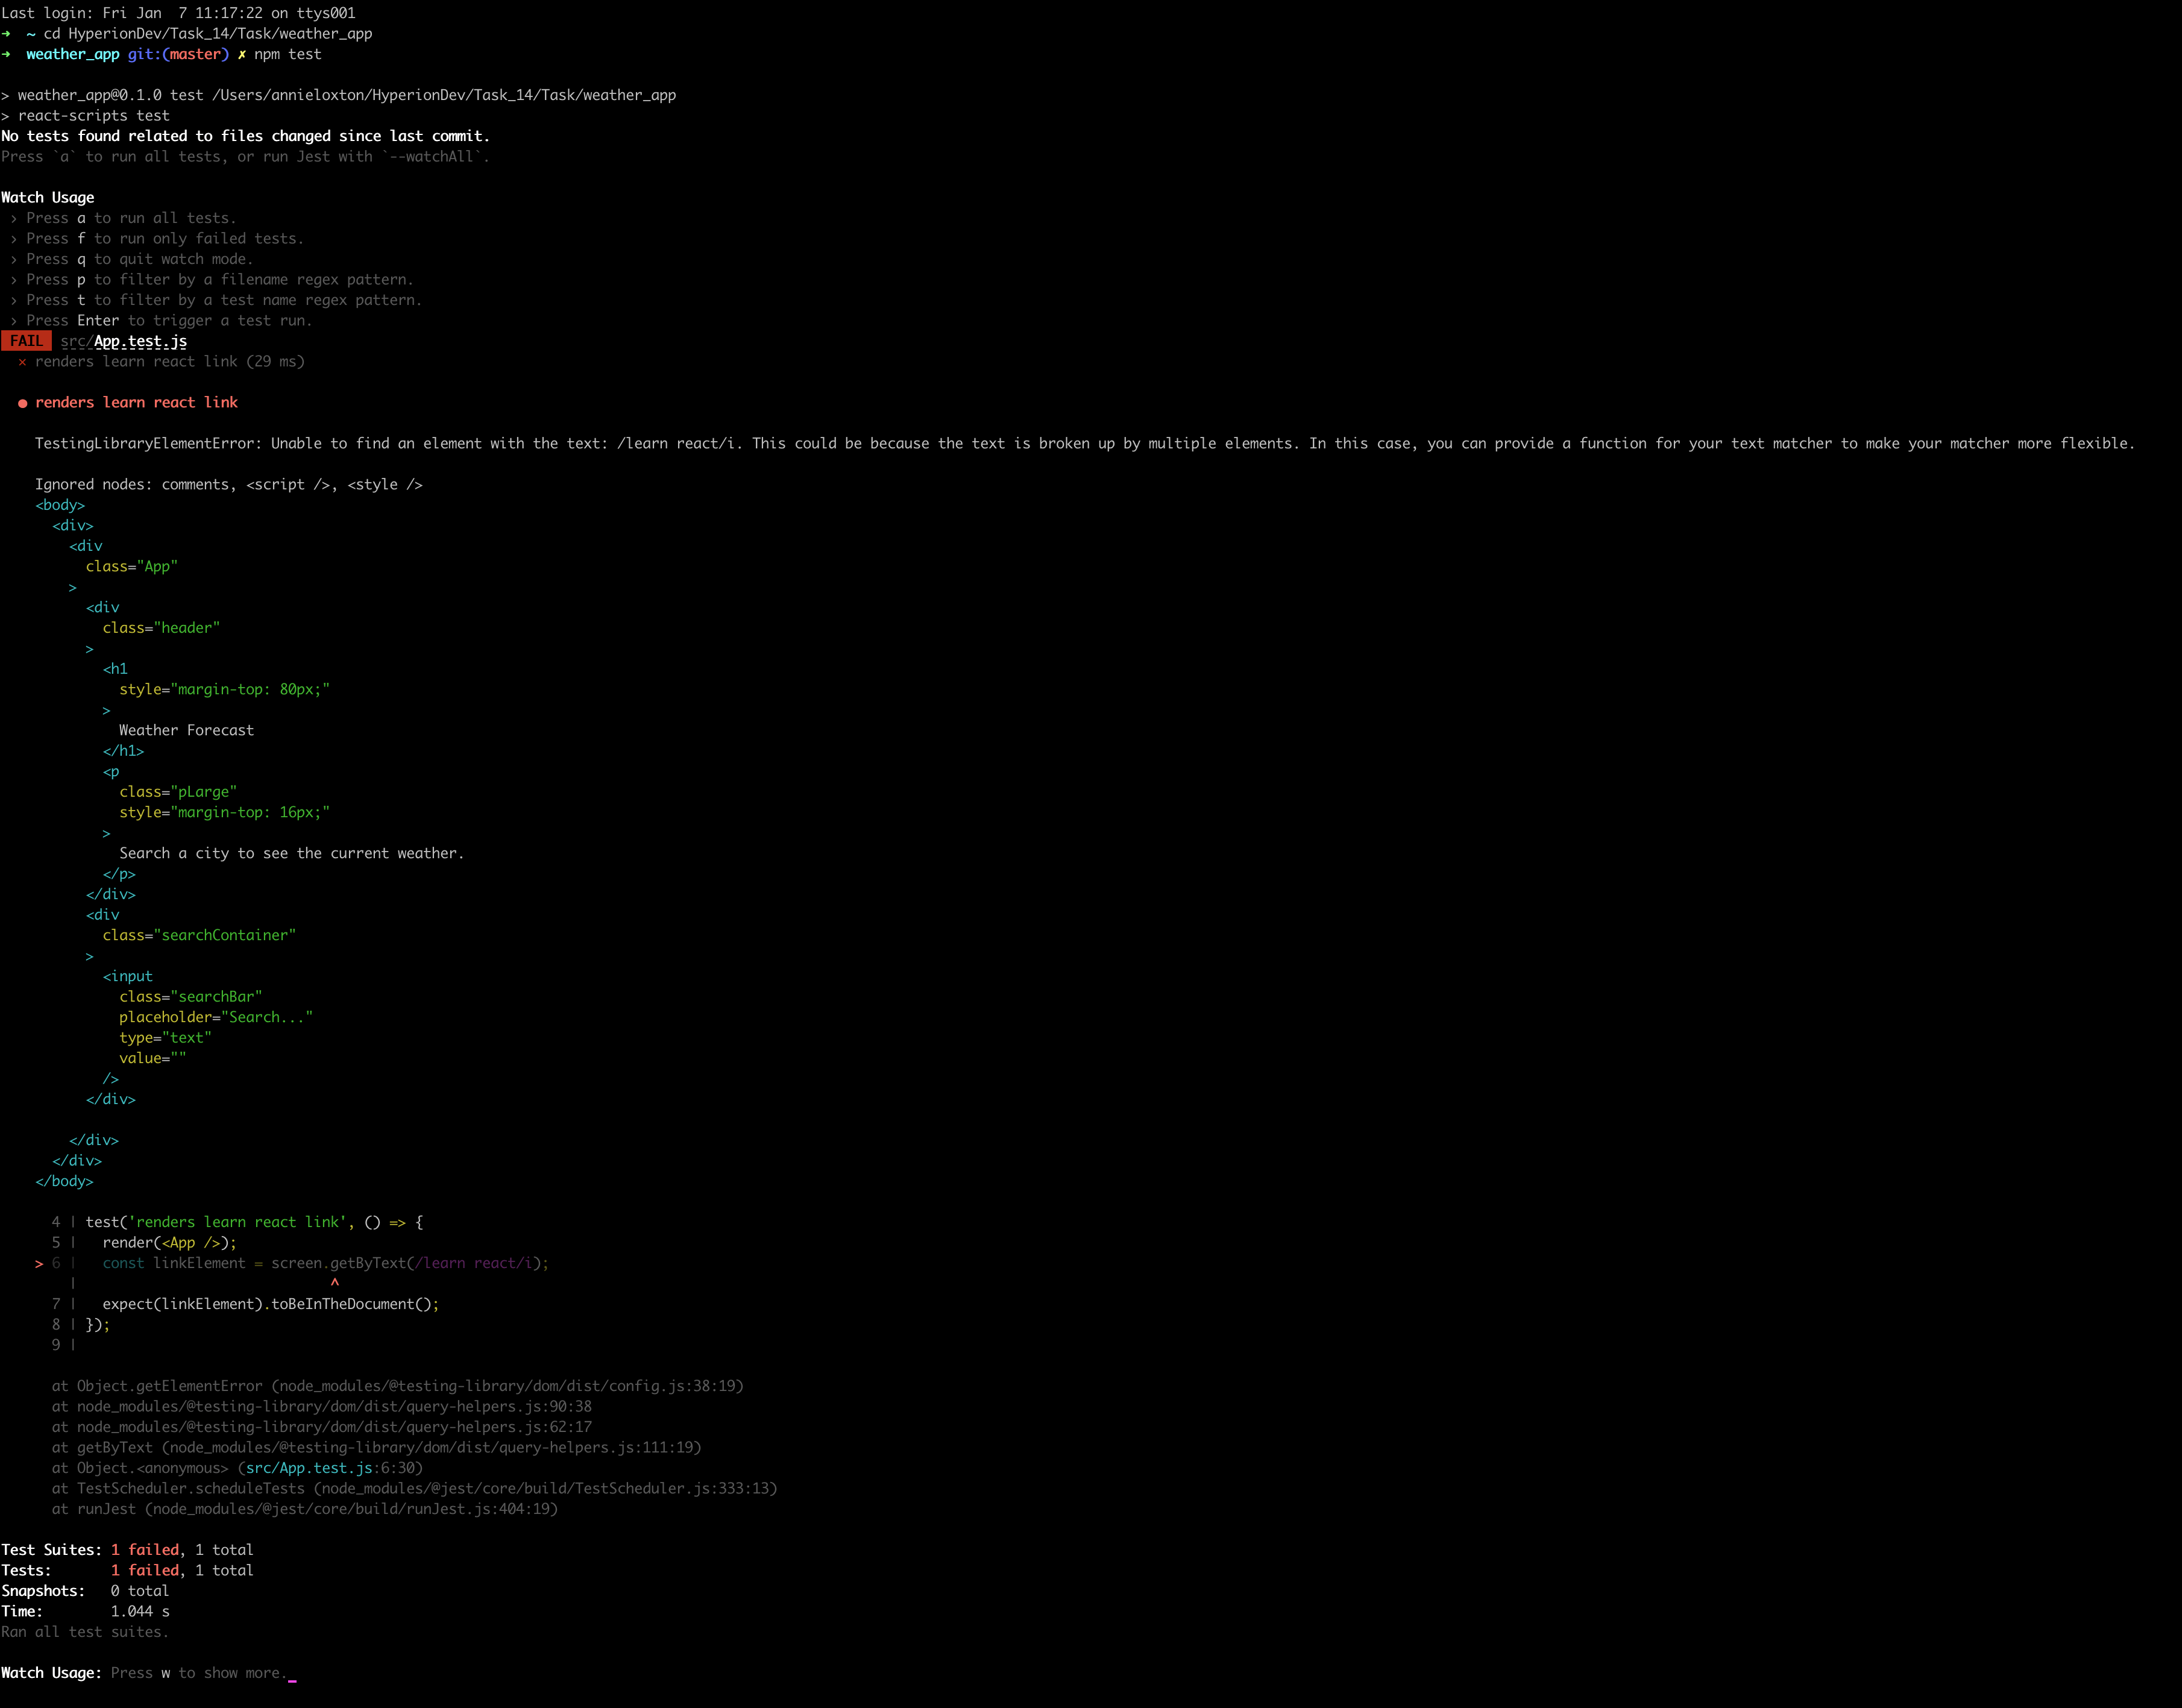 Last login: Fri Jan  7 11:17:22 on ttys001
➜  ~ cd HyperionDev/Task_14/Task/weather_app
➜  weather_app git:(master) ✗ npm test

> weather_app@0.1.0 test /Users/annieloxton/HyperionDev/Task_14/Task/weather_app
> react-scripts test
No tests found related to files changed since last commit.
Press `a` to run all tests, or run Jest with `--watchAll`.

Watch Usage
 › Press a to run all tests.
 › Press f to run only failed tests.
 › Press q to quit watch mode.
 › Press p to filter by a filename regex pattern.
 › Press t to filter by a test name regex pattern.
 › Press Enter to trigger a test run.
 FAIL  src/App.test.js
  × renders learn react link (29 ms)

  ● renders learn react link

    TestingLibraryElementError: Unable to find an element with the text: /learn react/i. This could be because the text is broken up by multiple elements. In this case, you can provide a function for your text matcher to make your matcher more flexible.

    Ignored nodes: comments, <script />, <style />
    <body>
      <div>
        <div
          class="App"
        >
          <div
            class="header"
          >
            <h1
              style="margin-top: 80px;"
            >
              Weather Forecast
            </h1>
            <p
              class="pLarge"
              style="margin-top: 16px;"
            >
              Search a city to see the current weather.
            </p>
          </div>
          <div
            class="searchContainer"
          >
            <input
              class="searchBar"
              placeholder="Search..."
              type="text"
              value=""
            />
          </div>

        </div>
      </div>
    </body>

      4 | test('renders learn react link', () => {
      5 |   render(<App />);
    > 6 |   const linkElement = screen.getByText(/learn react/i);
        |                              ^
      7 |   expect(linkElement).toBeInTheDocument();
      8 | });
      9 |

      at Object.getElementError (node_modules/@testing-library/dom/dist/config.js:38:19)
      at node_modules/@testing-library/dom/dist/query-helpers.js:90:38
      at node_modules/@testing-library/dom/dist/query-helpers.js:62:17
      at getByText (node_modules/@testing-library/dom/dist/query-helpers.js:111:19)
      at Object.<anonymous> (src/App.test.js:6:30)
      at TestScheduler.scheduleTests (node_modules/@jest/core/build/TestScheduler.js:333:13)
      at runJest (node_modules/@jest/core/build/runJest.js:404:19)

Test Suites: 1 failed, 1 total
Tests:       1 failed, 1 total
Snapshots:   0 total
Time:        1.044 s
Ran all test suites.

Watch Usage: Press w to show more.